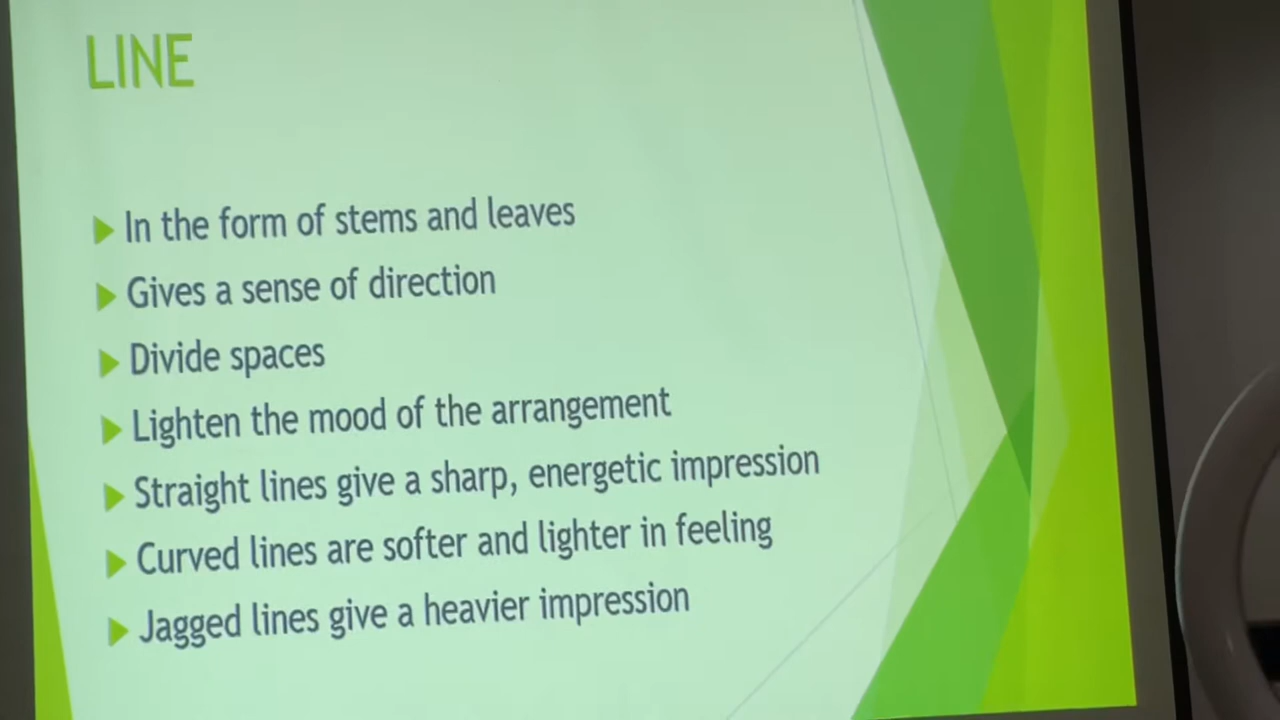 LINE
In the form of stems and leaves
Gives a sense of direction
Divide spaces
Lighten the mood of the arrangement
Straight lines give a sharp, energetic impression
Curved lines are softer and lighter in feeling
Jagged lines give a heavier impression